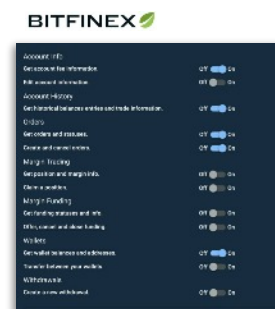 BITFINEX
Account Info
Get account fee information. Off On
Edit account information. Off On
Account History
Get historical balances entries and trade information. Off On
Orders
Get orders and statuses. Off On
Create and cancel orders. Off On
Margin Trading
Get position and margin info. Off On
Claim a position. Off On
Margin Funding
Get funding statuses and info. Off On
Offer, cancel and close funding. Off On
Wallets
Get wallet balances and addresses. Off On
Transfer between your wallets. Off On
Withdrawals
Create a new withdrawal. Off On